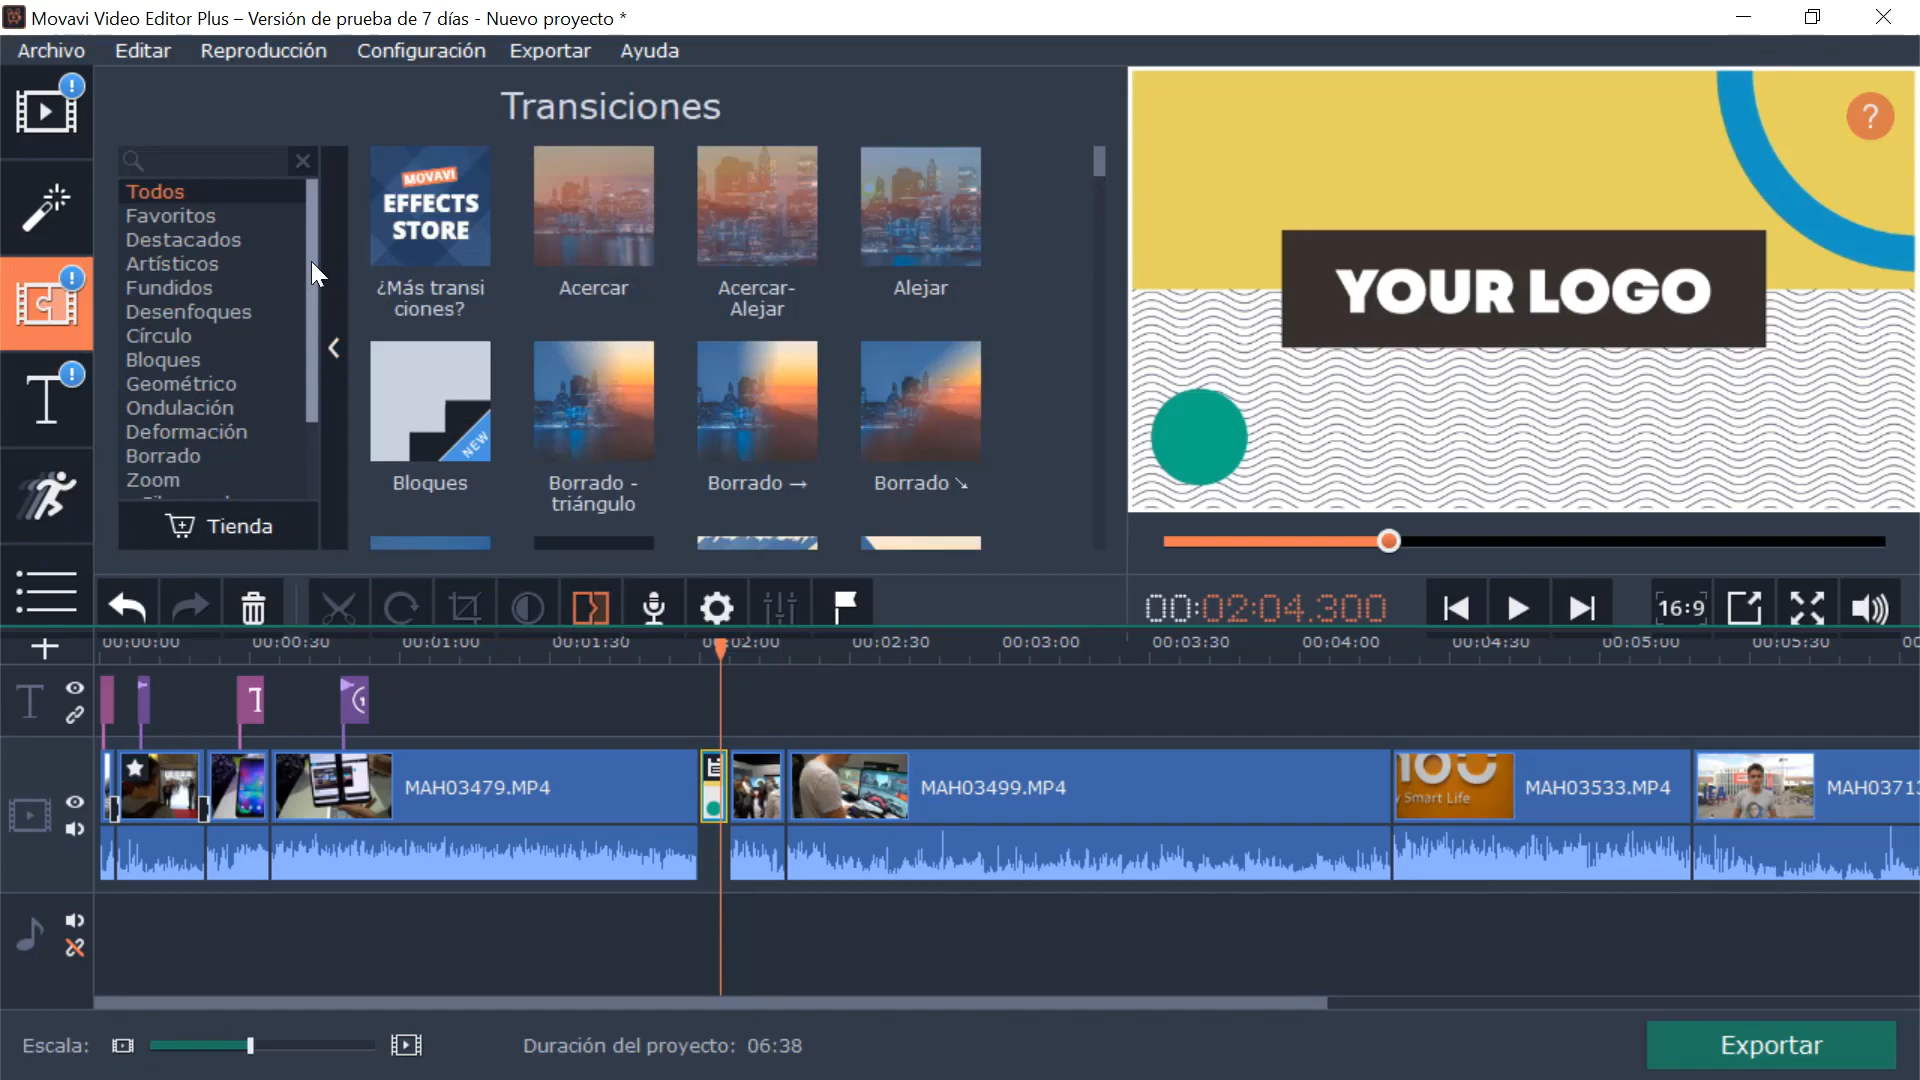 Movavi Video Editor Plus – Versión de prueba de 7 días - Nuevo proyecto *
Archivo Editar Reproducción Configuración Exportar Ayuda
Transiciones
Todos
Favoritos
Destacados
Artísticos
Fundidos
Desenfoques
Círculo
Bloques
Geométrico
Ondulación
Deformación
Borrado
Zoom
Tienda
MOVAVI
EFFECTS
STORE
¿Más transi
ciones?
Acercar
Acercar-
Alejar
Alejar
NEW
Bloques
Borrado -
triángulo
Borrado →
Borrado ↘
YOUR LOGO
?
00:02:04.300
16:9
00:00:00 00:00:30 00:01:00 00:01:30 00:02:00 00:02:30 00:03:00 00:03:30 00:04:00 00:04:30 00:05:00 00:05:30
MAH03479.MP4
MAH03499.MP4
Smart Life
MAH03533.MP4
Escala:
Duración del proyecto: 06:38
Exportar